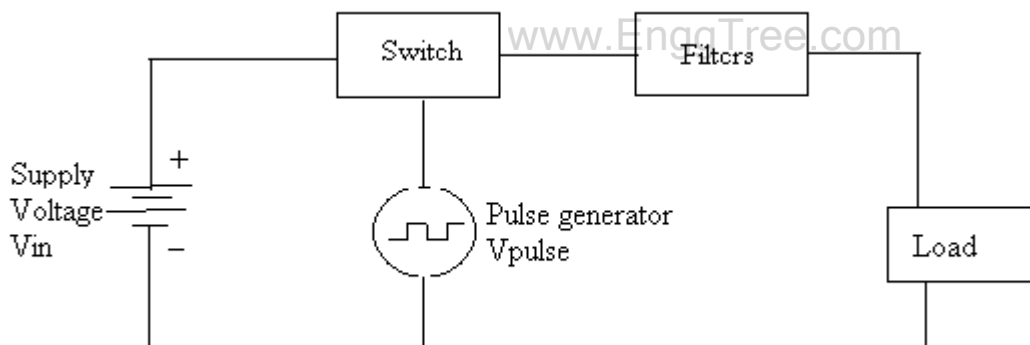 www.EnggTree.com
Switch
Filters
+
Supply
Voltage
Vin
–
Pulse generator
Vpulse
Load